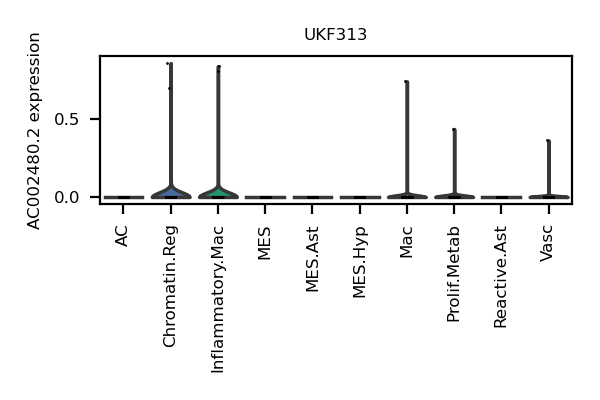 UKF313
AC002480.2 expression
0.5
0.0
AC
Chromatin.Reg
Inflammatory.Mac
MES
MES.Ast
MES.Hyp
Mac
Prolif.Metab
Reactive.Ast
Vasc